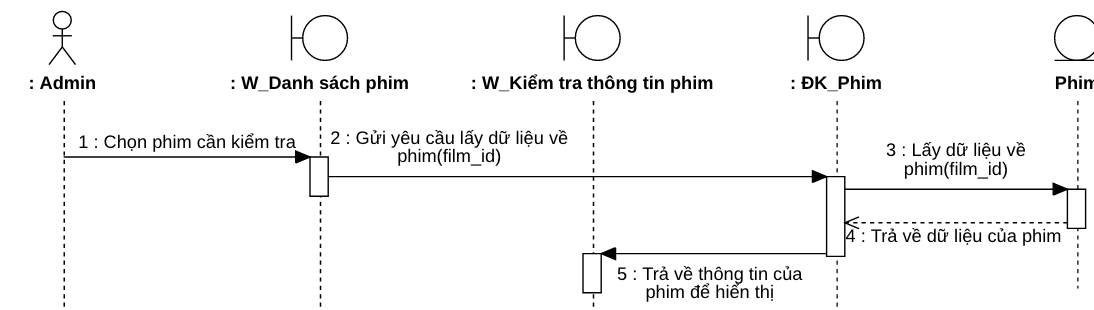 : Admin
: W_Danh sách phim
: W_Kiểm tra thông tin phim
: ĐK_Phim
Phim
1 : Chọn phim cần kiểm tra
2 : Gửi yêu cầu lấy dữ liệu về
phim(film_id)
3 : Lấy dữ liệu về
phim(film_id)
4 : Trả về dữ liệu của phim
5 : Trả về thông tin của
phim để hiển thị